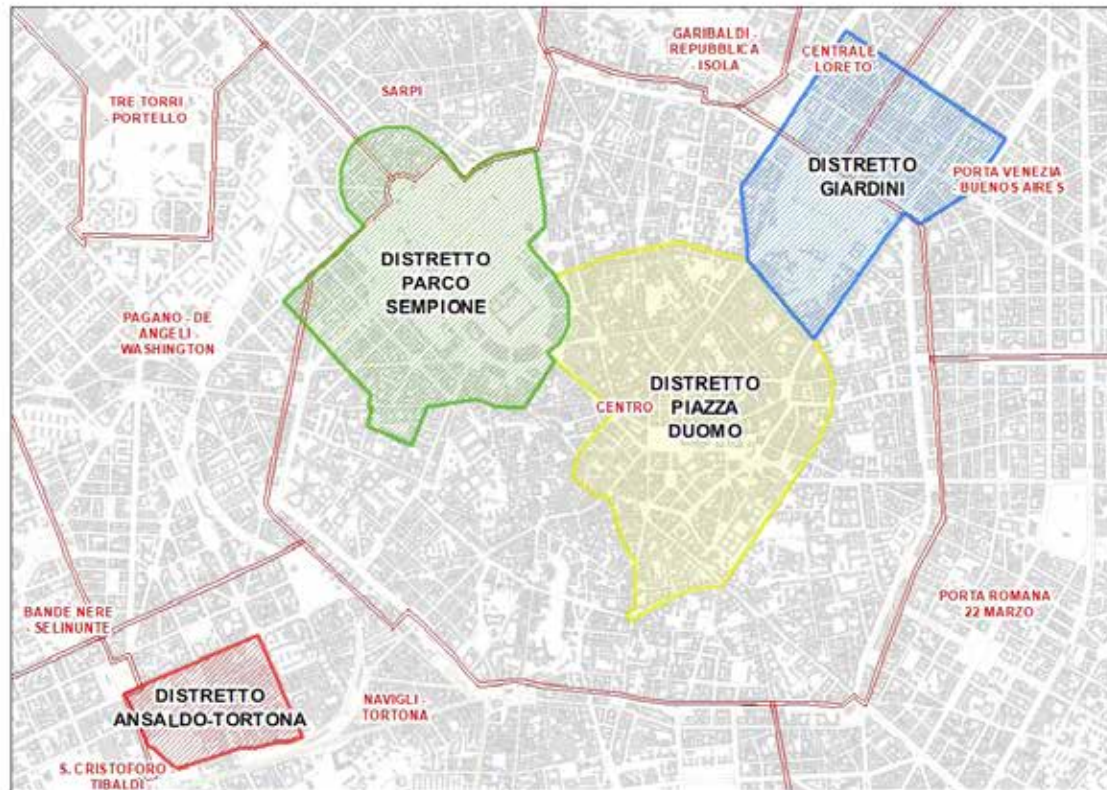 GARIBALDI -
REPUBBLICA
- ISOLA
CENTRALE
- LORETO
SARPI
TRE TORRI
- PORTELLO
DISTRETTO
GIARDINI
PORTA VENEZIA
- BUENOS AIRES
DISTRETTO
PARCO
SEMPIONE
PAGANO - DE
ANGELI -
WASHINGTON
DISTRETTO
PIAZZA
DUOMO
CENTRO
BANDE NERE
- SELINUNTE
PORTA ROMANA
22 MARZO
DISTRETTO
ANSALDO-TORTONA
NAVIGLI -
TORTONA
S. CRISTOFORO -
TIBALDI